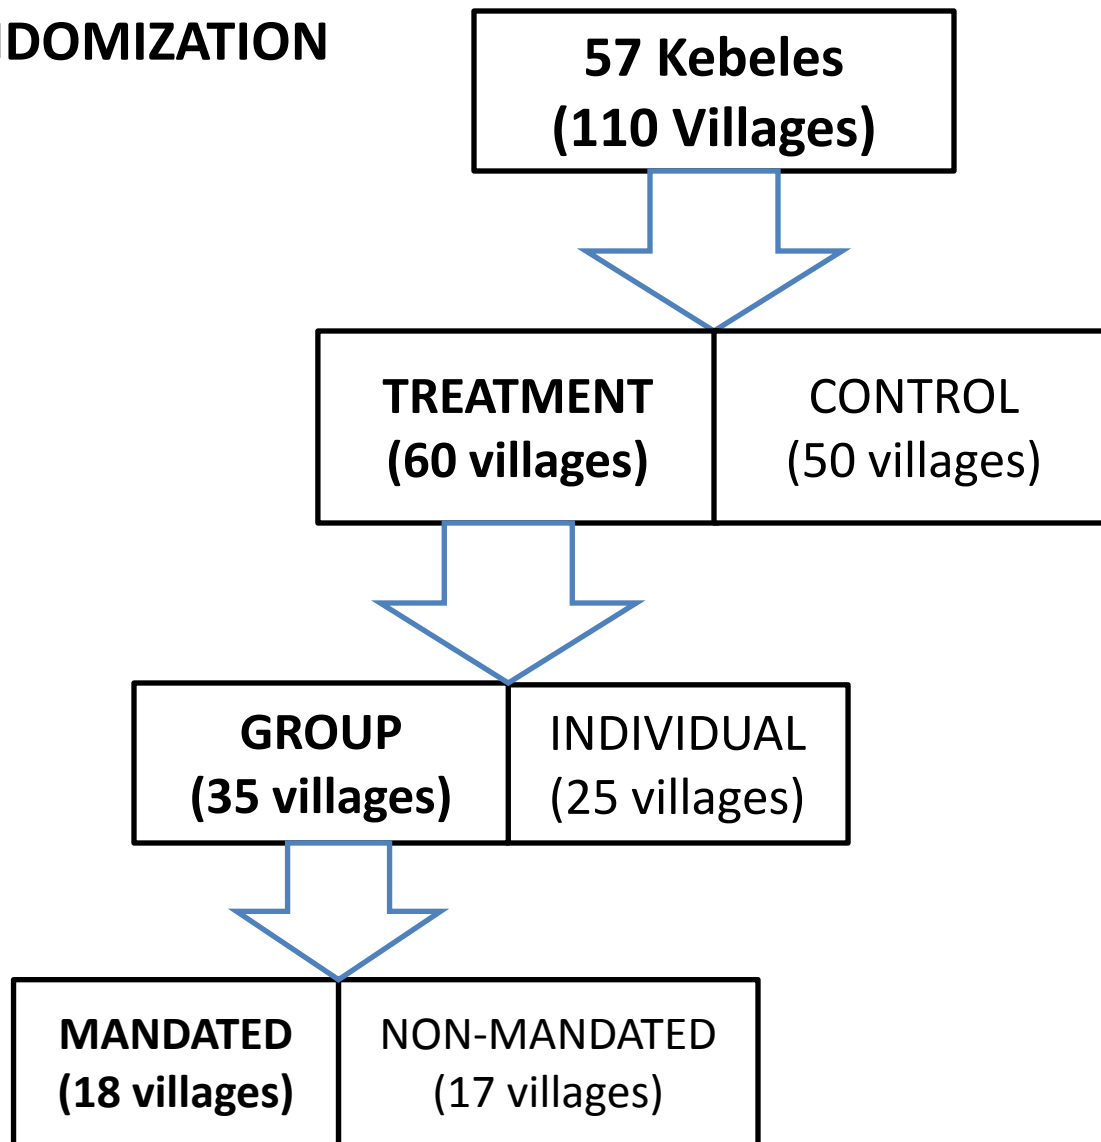 NDOMIZATION
57 Kebeles
(110 Villages)
TREATMENT
(60 villages)
CONTROL
(50 villages)
GROUP
(35 villages)
INDIVIDUAL
(25 villages)
MANDATED
(18 villages)
NON-MANDATED
(17 villages)